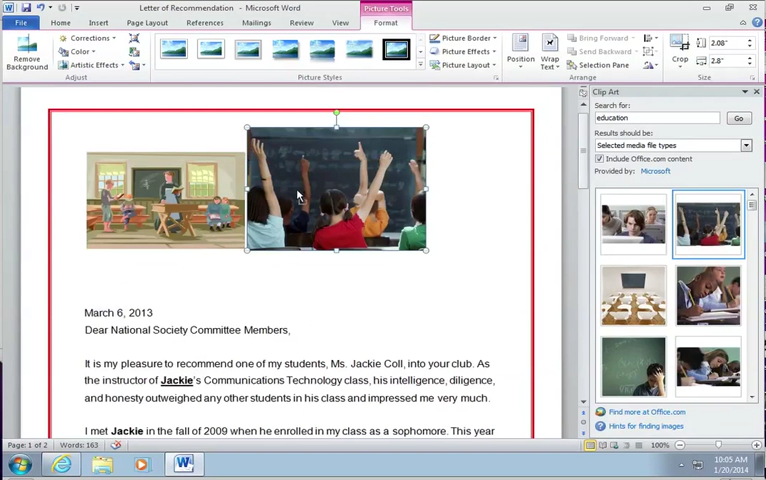 Letter of Recommendation - Microsoft Word
Picture Tools
File Home Insert Page Layout References Mailings Review View Format
Remove Background
Corrections
Color
Artistic Effects
Adjust
Picture Styles
Picture Border
Picture Effects
Picture Layout
Position
Wrap Text
Bring Forward
Send Backward
Selection Pane
Arrange
Crop
2.08"
2.8"
Size
Clip Art
Search for:
education
Go
Results should be:
Selected media file types
Include Office.com content
Provided by: Microsoft
March 6, 2013
Dear National Society Committee Members,
It is my pleasure to recommend one of my students, Ms. Jackie Coll, into your club. As
the instructor of Jackie's Communications Technology class, his intelligence, diligence,
and honesty outweighed any other students in his class and impressed me very much.
I met Jackie in the fall of 2009 when he enrolled in my class as a sophomore. This year
Find more at Office.com
Hints for finding images
Page: 1 of 2 Words: 163
100%
10:05 AM
1/20/2014